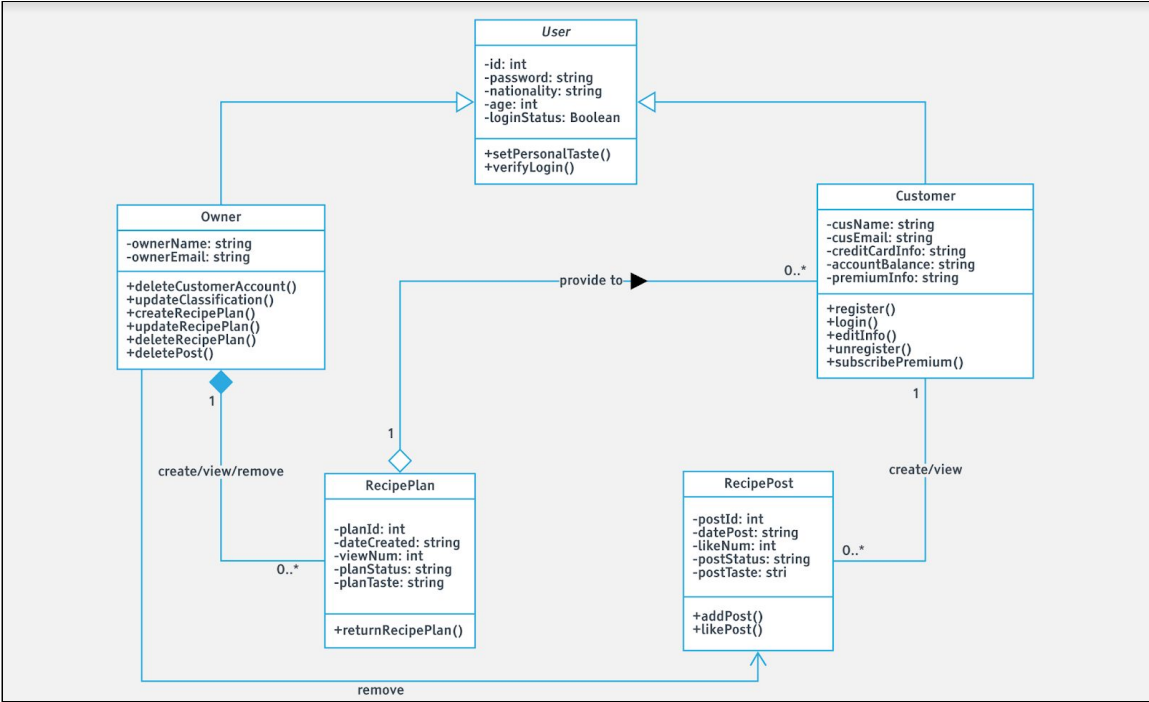 User
-id: int
-password: string
-nationality: string
-age: int
-loginStatus: Boolean
+setPersonalTaste()
+verifyLogin()
Owner
-ownerName: string
-ownerEmail: string
+deleteCustomerAccount()
+updateClassification()
+createRecipePlan()
+updateRecipePlan()
+deleteRecipePlan()
+deletePost()
Customer
-cusName: string
-cusEmail: string
-creditCardInfo: string
-accountBalance: string
-premiumInfo: string
+register()
+login()
+editInfo()
+unregister()
+subscribePremium()
provide to
0..*
1
1
create/view/remove
0..*
1
create/view
0..*
RecipePlan
-planId: int
-dateCreated: string
-viewNum: int
-planStatus: string
-planTaste: string
+returnRecipePlan()
RecipePost
-postId: int
-datePost: string
-likeNum: int
-postStatus: string
-postTaste: stri
+addPost()
+likePost()
remove